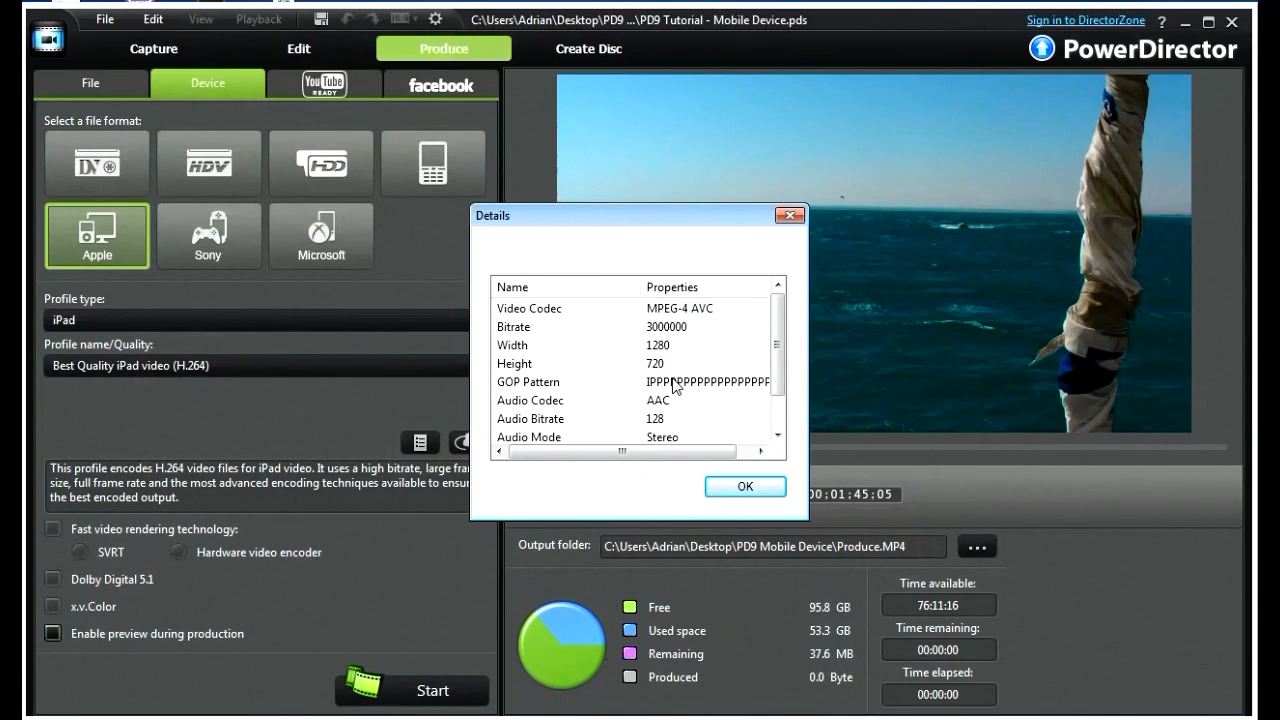 File Edit View Playback C:\Users\Adrian\Desktop\PD9 ...\PD9 Tutorial - Mobile Device.pds Sign in to DirectorZone ?
Capture Edit Produce Create Disc PowerDirector
File Device YouTube READY facebook
Select a file format:
DV HDV HDD
Apple Sony Microsoft
Profile type:
iPad
Profile name/Quality:
Best Quality iPad video (H.264)
This profile encodes H.264 video files for iPad video. It uses a high bitrate, large fra
size, full frame rate and the most advanced encoding techniques available to ensu
the best encoded output.
Fast video rendering technology:
SVRT Hardware video encoder
Dolby Digital 5.1
x.v.Color
Enable preview during production
Start
Details
Name Properties
Video Codec MPEG-4 AVC
Bitrate 3000000
Width 1280
Height 720
GOP Pattern
Audio Codec AAC
Audio Bitrate 128
Audio Mode Stereo
OK
00;01;45;05
Output folder: C:\Users\Adrian\Desktop\PD9 Mobile Device\Produce.MP4 ...
Free 95.8 GB
Used space 53.3 GB
Remaining 37.6 MB
Produced 0.0 Byte
Time available:
76:11:16
Time remaining:
00:00:00
Time elapsed:
00:00:00